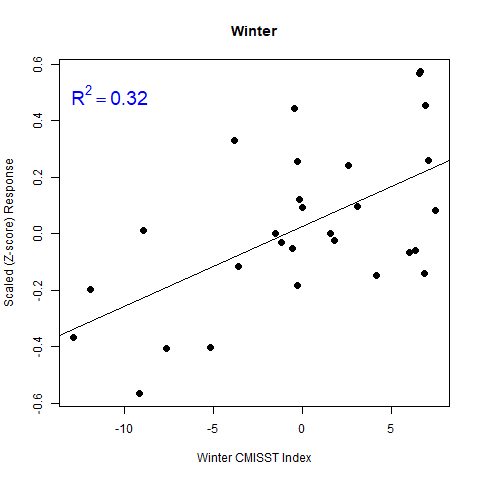 Winter
R² = 0.32
Scaled (Z-score) Response
0.6
0.4
0.2
0.0
-0.2
-0.4
-0.6
-10 -5 0 5
Winter CMISST Index